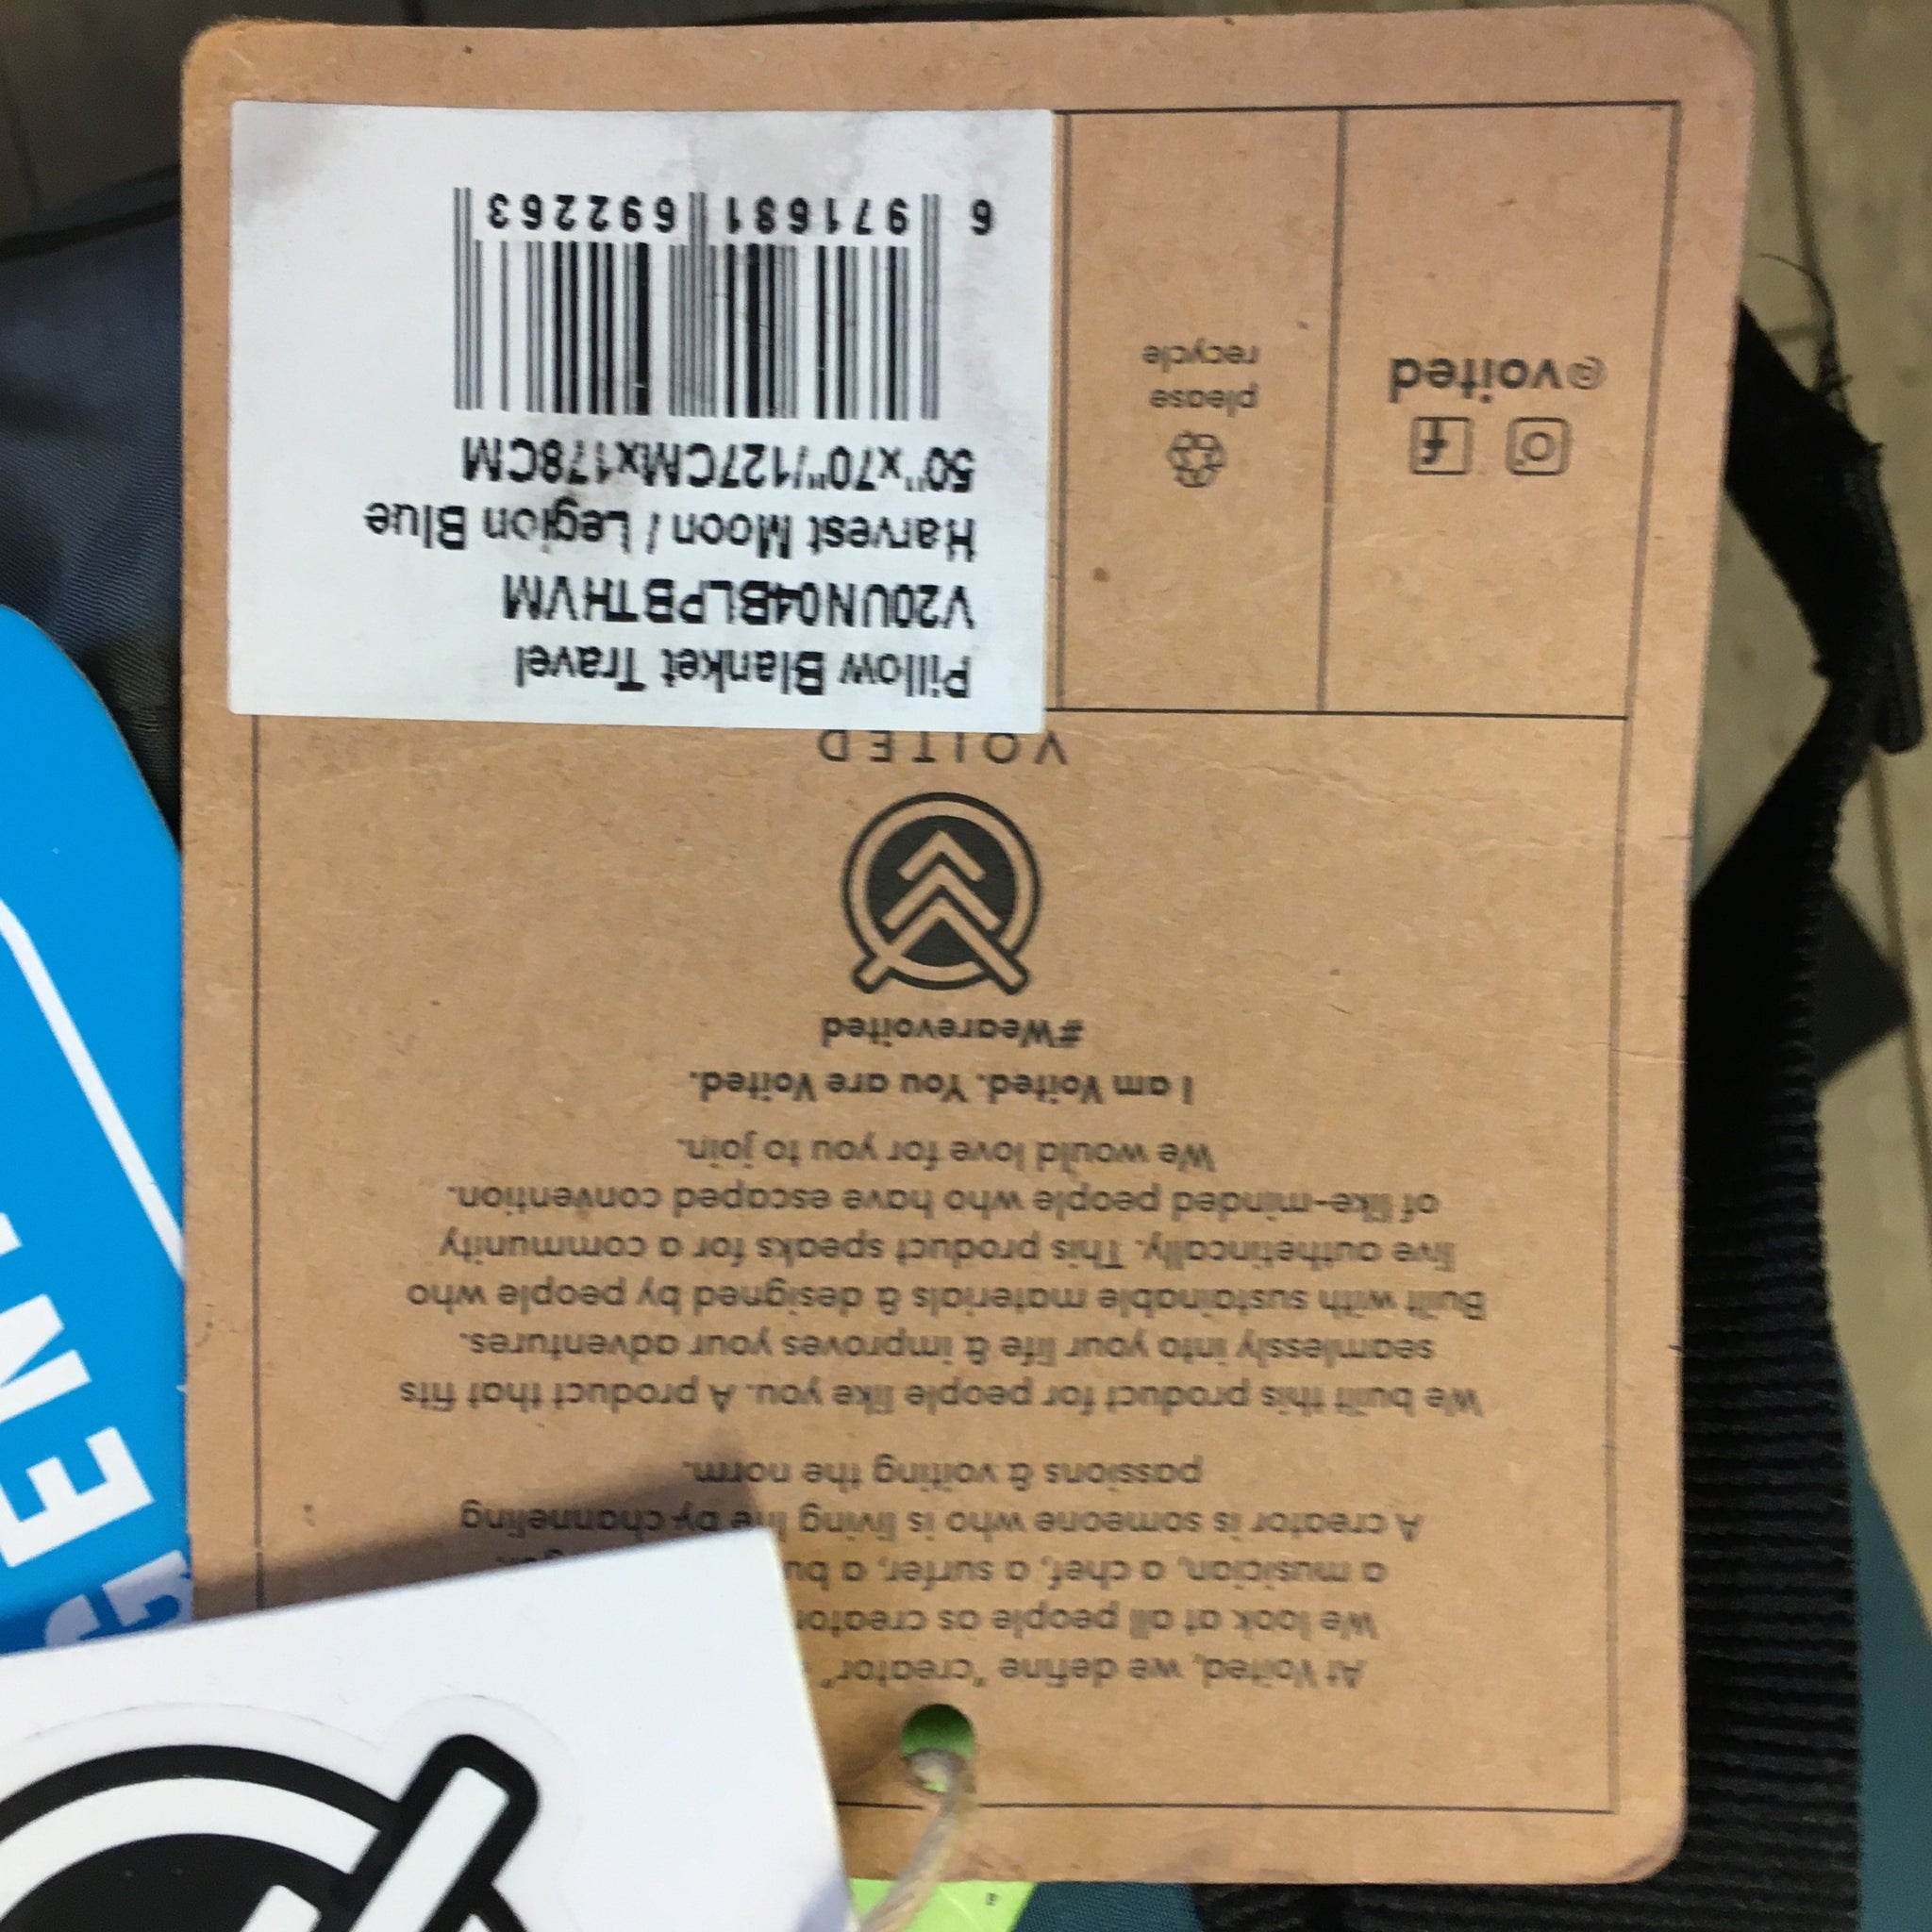 At Voited, we define "creator"
We look at all people as
a musician, a chef, a surfer, a
A creator is someone who is living life by channeling
passions & voiting the norm.
We built this product for people like you. A product that fits
seamlessly into your life & improves your adventures.
Built with sustainable materials & designed by people who
live authetincally. This product speaks for a community
of like-minded people who have escaped convention.
We would love for you to join.
I am Voited. You are Voited.
#Wearevoited
VOITED
Pillow Blanket Travel
V20UN04BLPBTHVM
Harvest Moon / Legion Blue
50"x70"/127CMx178CM
6 971681 692263
please
recycle
@voited